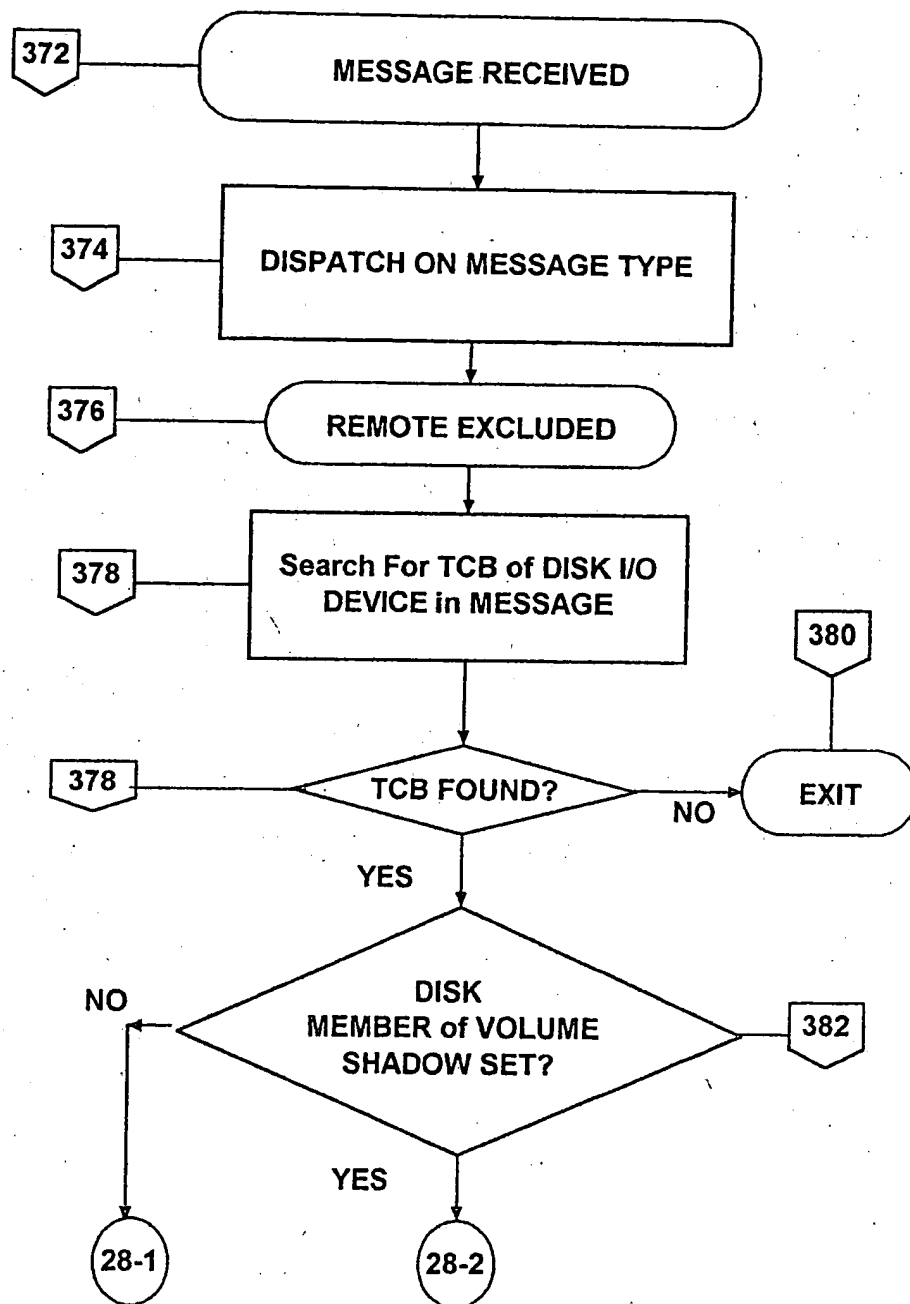 372
MESSAGE RECEIVED
374
DISPATCH ON MESSAGE TYPE
376
REMOTE EXCLUDED
378
Search For TCB of DISK I/O
DEVICE in MESSAGE
380
378
TCB FOUND?
NO
EXIT
YES
NO
DISK
MEMBER of VOLUME
SHADOW SET?
382
YES
28-1
28-2